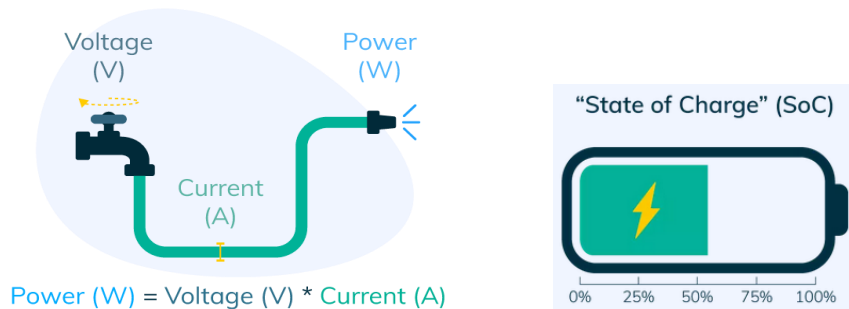 Voltage
(V)
Power
(W)
Current
(A)
Power (W) = Voltage (V) * Current (A)
“State of Charge” (SoC)
0% 25% 50% 75% 100%